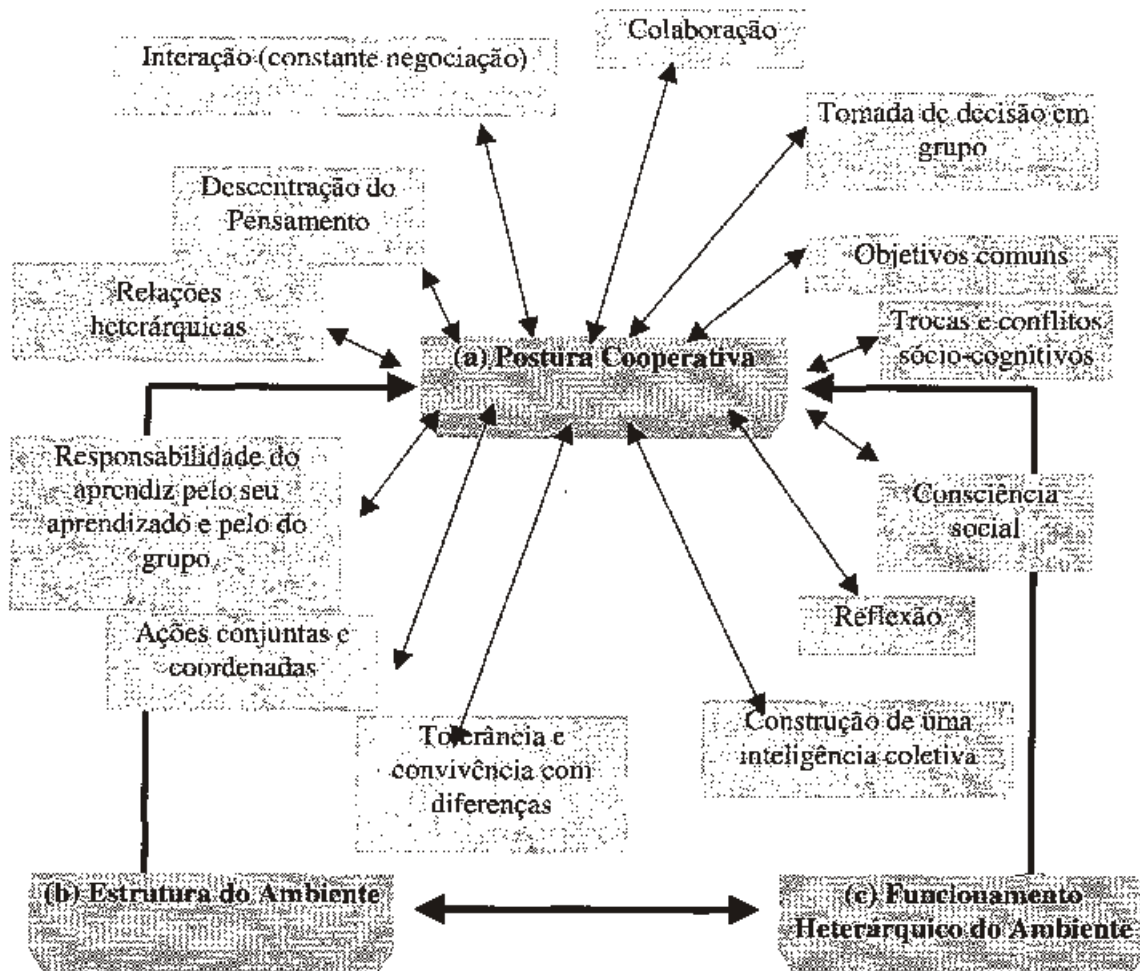 Colaboração
Interação (constante negociação)
Tomada de decisão em
grupo
Descentração do
Pensamento
Objetivos comuns
Relações
heterárquicas
Trocas e conflitos
sócio-cognitivos
(a) Postura Cooperativa
Responsabilidade do
aprendiz pelo seu
aprendizado e pelo do
grupo
Consciência
social
Reflexão
Ações conjuntas e
coordenadas
Tolerância e
convivência com
diferenças
Construção de uma
inteligência coletiva
(b) Estrutura do Ambiente
(c) Funcionamento
Heterárquico do Ambiente